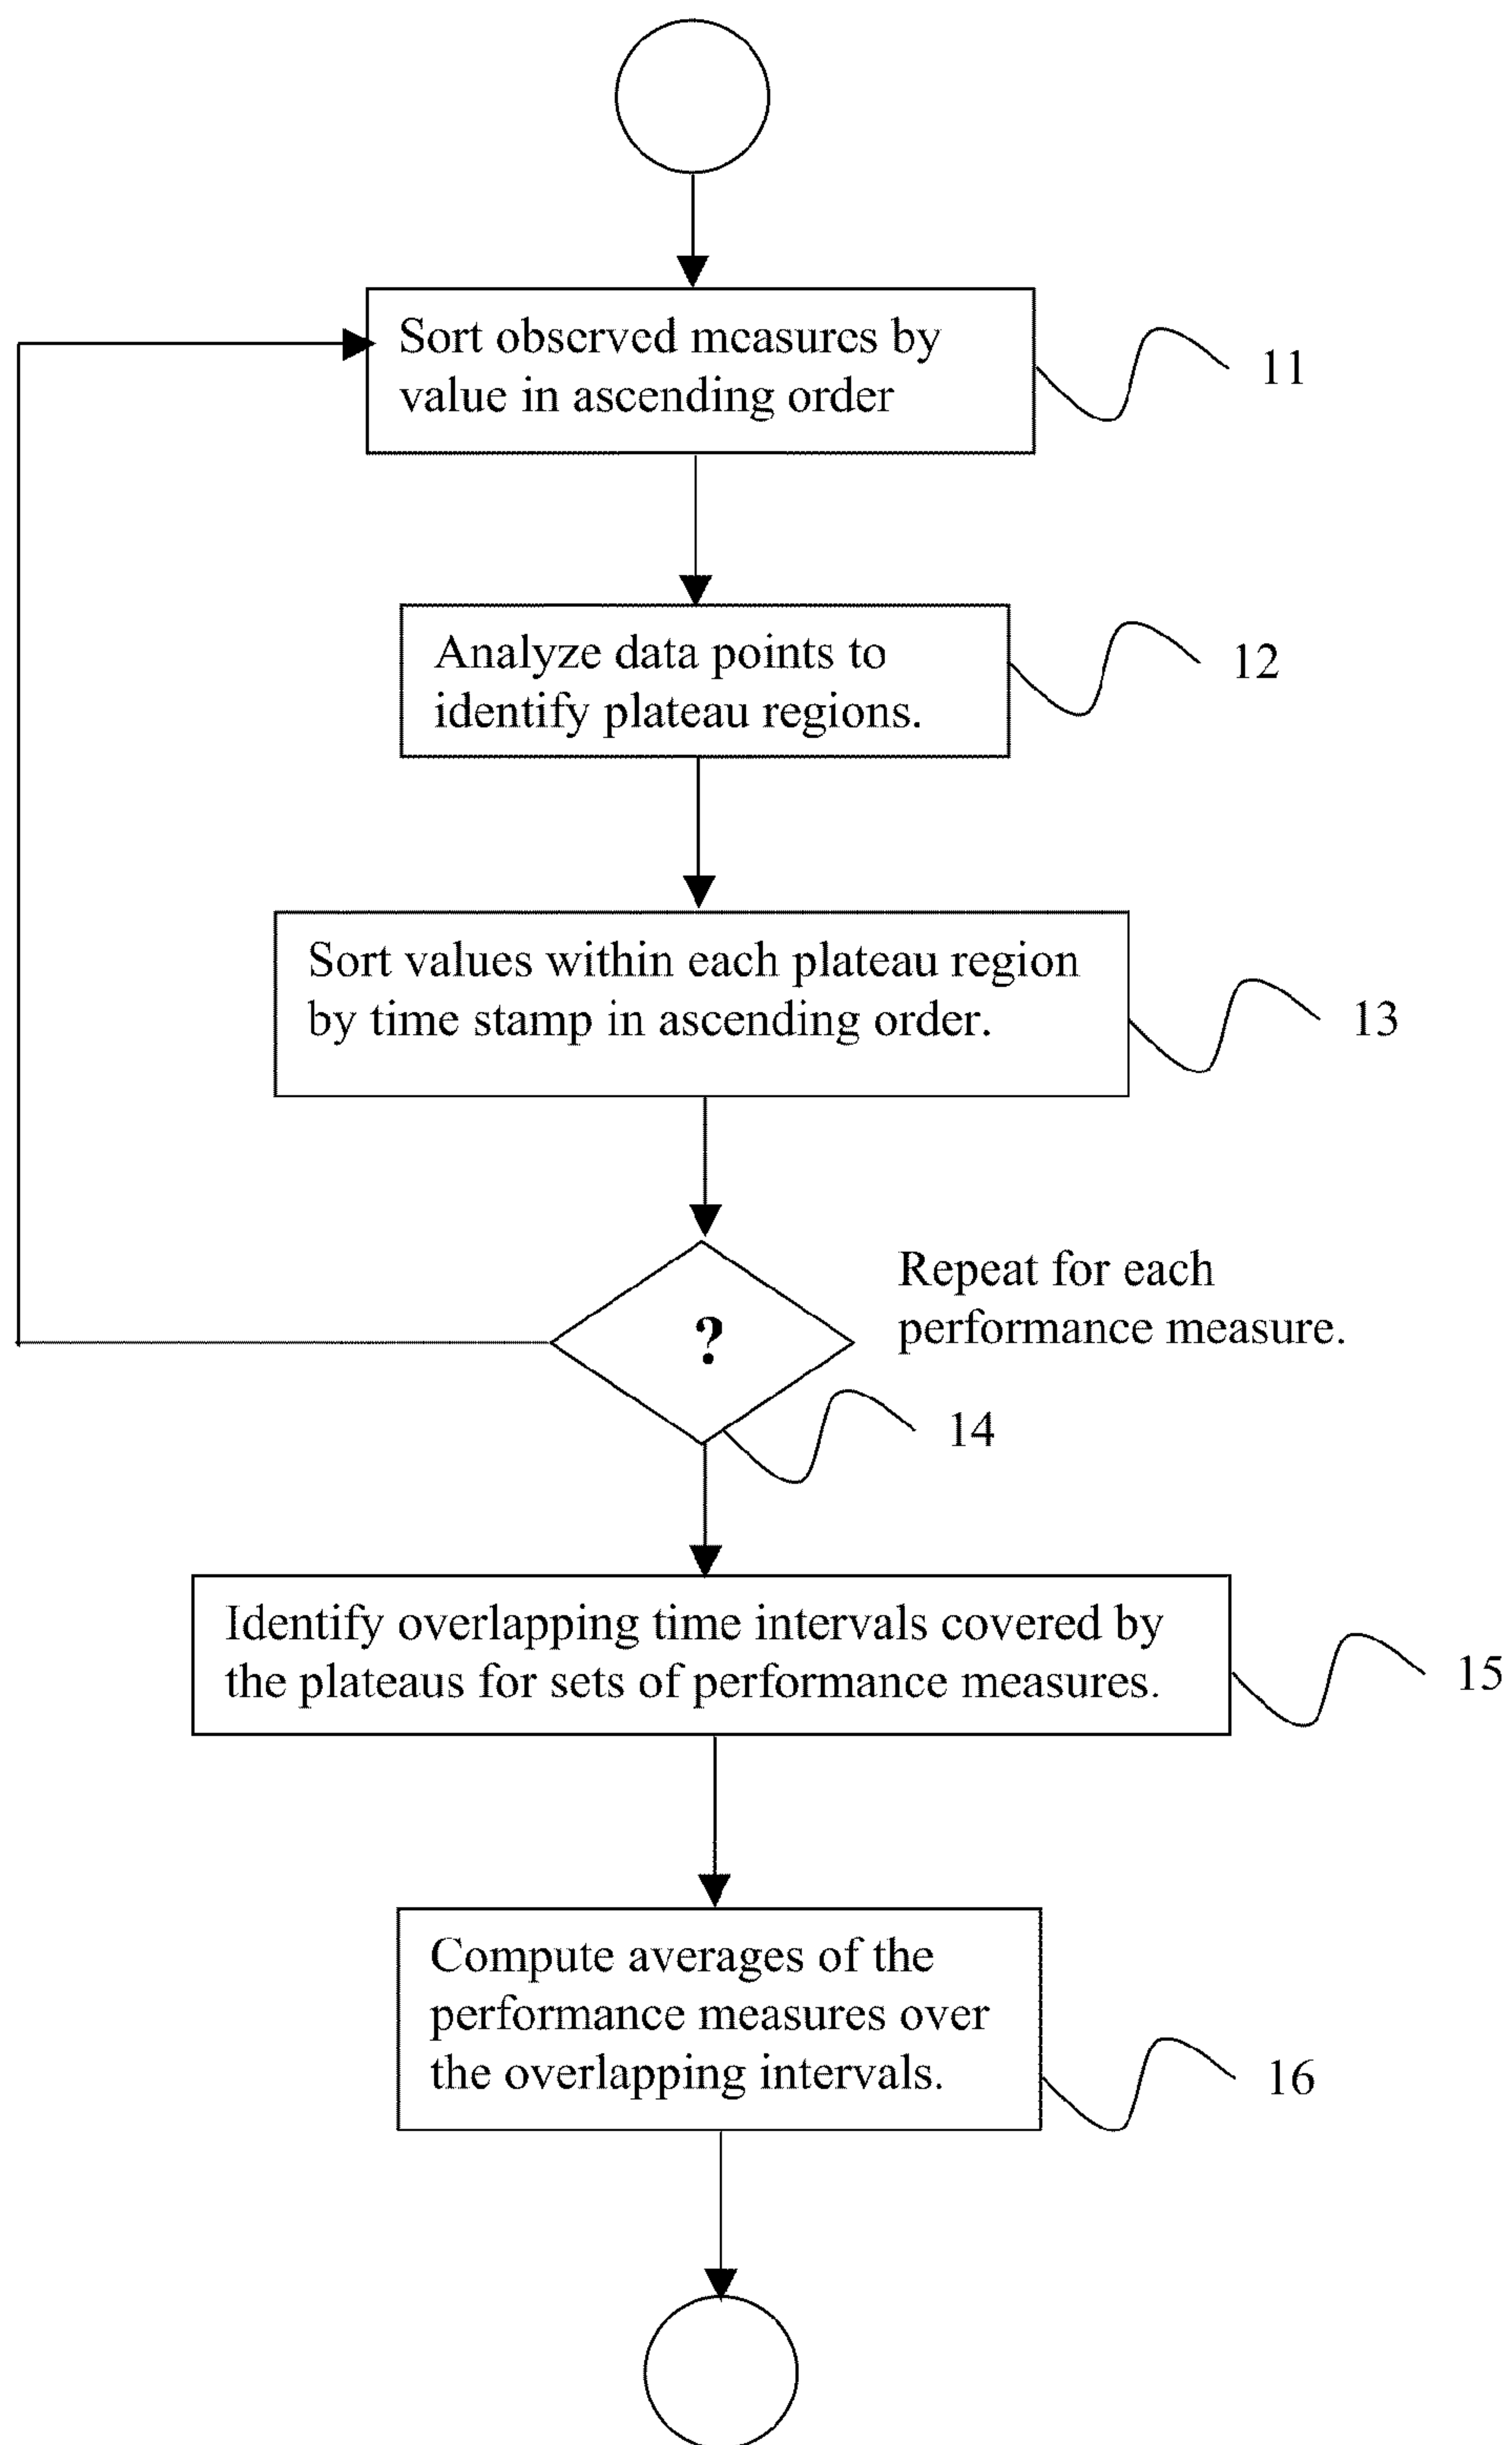 Sort observed measures by
value in ascending order
11
Analyze data points to
identify plateau regions.
12
Sort values within each plateau region
by time stamp in ascending order.
13
?
Repeat for each
performance measure.
14
Identify overlapping time intervals covered by
the plateaus for sets of performance measures.
15
Compute averages of the
performance measures over
the overlapping intervals.
16